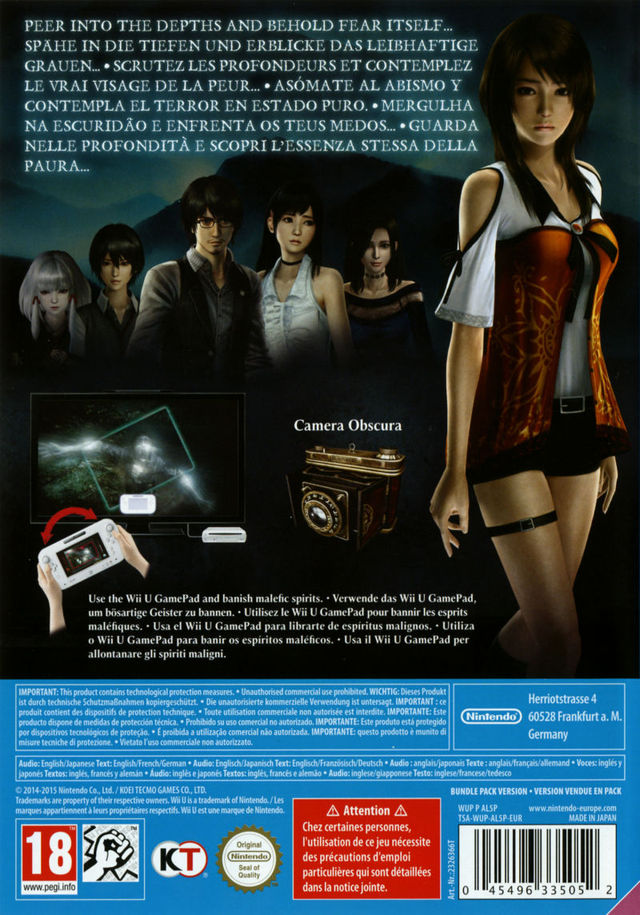 PEER INTO THE DEPTHS AND BEHOLD FEAR ITSELF...
SPÄHE IN DIE TIEFEN UND ERBLICKE DAS LEIBHAFTIGE
GRAUEN... • SCRUTEZ LES PROFONDEURS ET CONTEMPLEZ
LE VRAI VISAGE DE LA PEUR... • ASÓMATE AL ABISMO Y
CONTEMPLA EL TERROR EN ESTADO PURO. • MERGULHA
NA ESCURIDÃO E ENFRENTA OS TEUS MEDOS... • GUARDA
NELLE PROFONDITÀ E SCOPRI L'ESSENZA STESSA DELLA
PAURA...
Camera Obscura
Use the Wii U GamePad and banish malefic spirits. • Verwende das Wii U GamePad,
um bösartige Geister zu bannen. • Utilisez le Wii U GamePad pour bannir les esprits
maléfiques. • Usa el Wii U GamePad para librarte de espíritus malignos. • Utiliza
o Wii U GamePad para banir os espíritos maléficos. • Usa il Wii U GamePad per
allontanare gli spiriti maligni.
IMPORTANT: This product contains technological protection measures. • Unauthorised commercial use prohibited. WICHTIG: Dieses Produkt
ist durch technische Schutzmaßnahmen kopiergeschützt. • Die unautorisierte kommerzielle Verwendung ist untersagt. IMPORTANT : ce
produit contient des dispositifs de protection technique. • Toute utilisation commerciale non autorisée est interdite. IMPORTANTE: Este
producto dispone de medidas de protección técnica. • Prohibido su uso comercial no autorizado. IMPORTANTE: Este produto está protegido
por dispositivos tecnológicos de proteção. • É proibida a utilização comercial não autorizada. IMPORTANTE: questo prodotto è munito di
misure tecniche di protezione. • Vietato l'uso commerciale non autorizzato.
Nintendo
Herriotstrasse 4
60528 Frankfurt a. M.
Germany
Audio: English/Japanese Text: English/French/German • Audio: Englisch/Japanisch Text: Englisch/Französisch/Deutsch • Audio : anglais/japonais Texte : anglais/français/allemand • Voces: inglés y
japonés Textos: inglés, francés y alemán • Áudio: inglês e japonês Textos: inglês, francês e alemão • Audio: inglese/giapponese Testo: inglese/francese/tedesco
© 2014-2015 Nintendo Co., Ltd. / KOEI TECMO GAMES CO., LTD.
Trademarks are property of their respective owners. Wii U is a trademark of Nintendo. / Les
marques appartiennent à leurs propriétaires respectifs. Wii U est une marque de Nintendo.
BUNDLE PACK VERSION • VERSION VENDUE EN PACK
WUP P AL5P
TSA-WUP-AL5P-EUR
www.nintendo-europe.com
MADE IN JAPAN
18
www.pegi.info
KT
Original
Nintendo
Seal of
Quality
Attention
Chez certaines personnes,
l'utilisation de ce jeu nécessite
des précautions d'emploi
particulières qui sont détaillées
dans la notice jointe.
Art.-Nr.: 2326366T
0 45496 33505 2